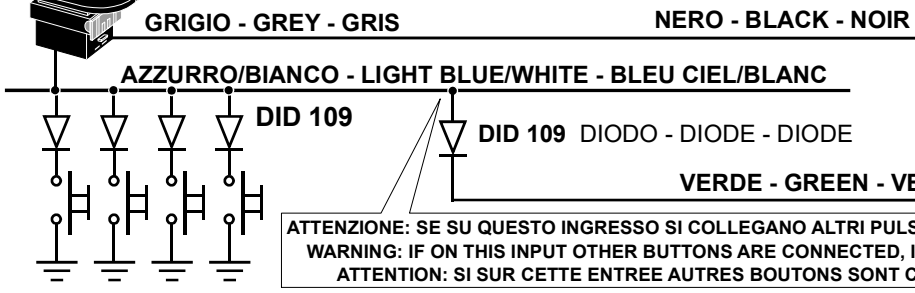 GRIGIO - GREY - GRIS
NERO - BLACK - NOIR
AZZURRO/BIANCO - LIGHT BLUE/WHITE - BLEU CIEL/BLANC
DID 109
DID 109 DIODO - DIODE - DIODE
VERDE - GREEN -
ATTENZIONE: SE SU QUESTO INGRESSO SI COLLEGANO ALTRI
WARNING: IF ON THIS INPUT OTHER BUTTONS ARE CONNECTED,
ATTENTION: SI SUR CETTE ENTREE AUTRES BOUTONS SONT